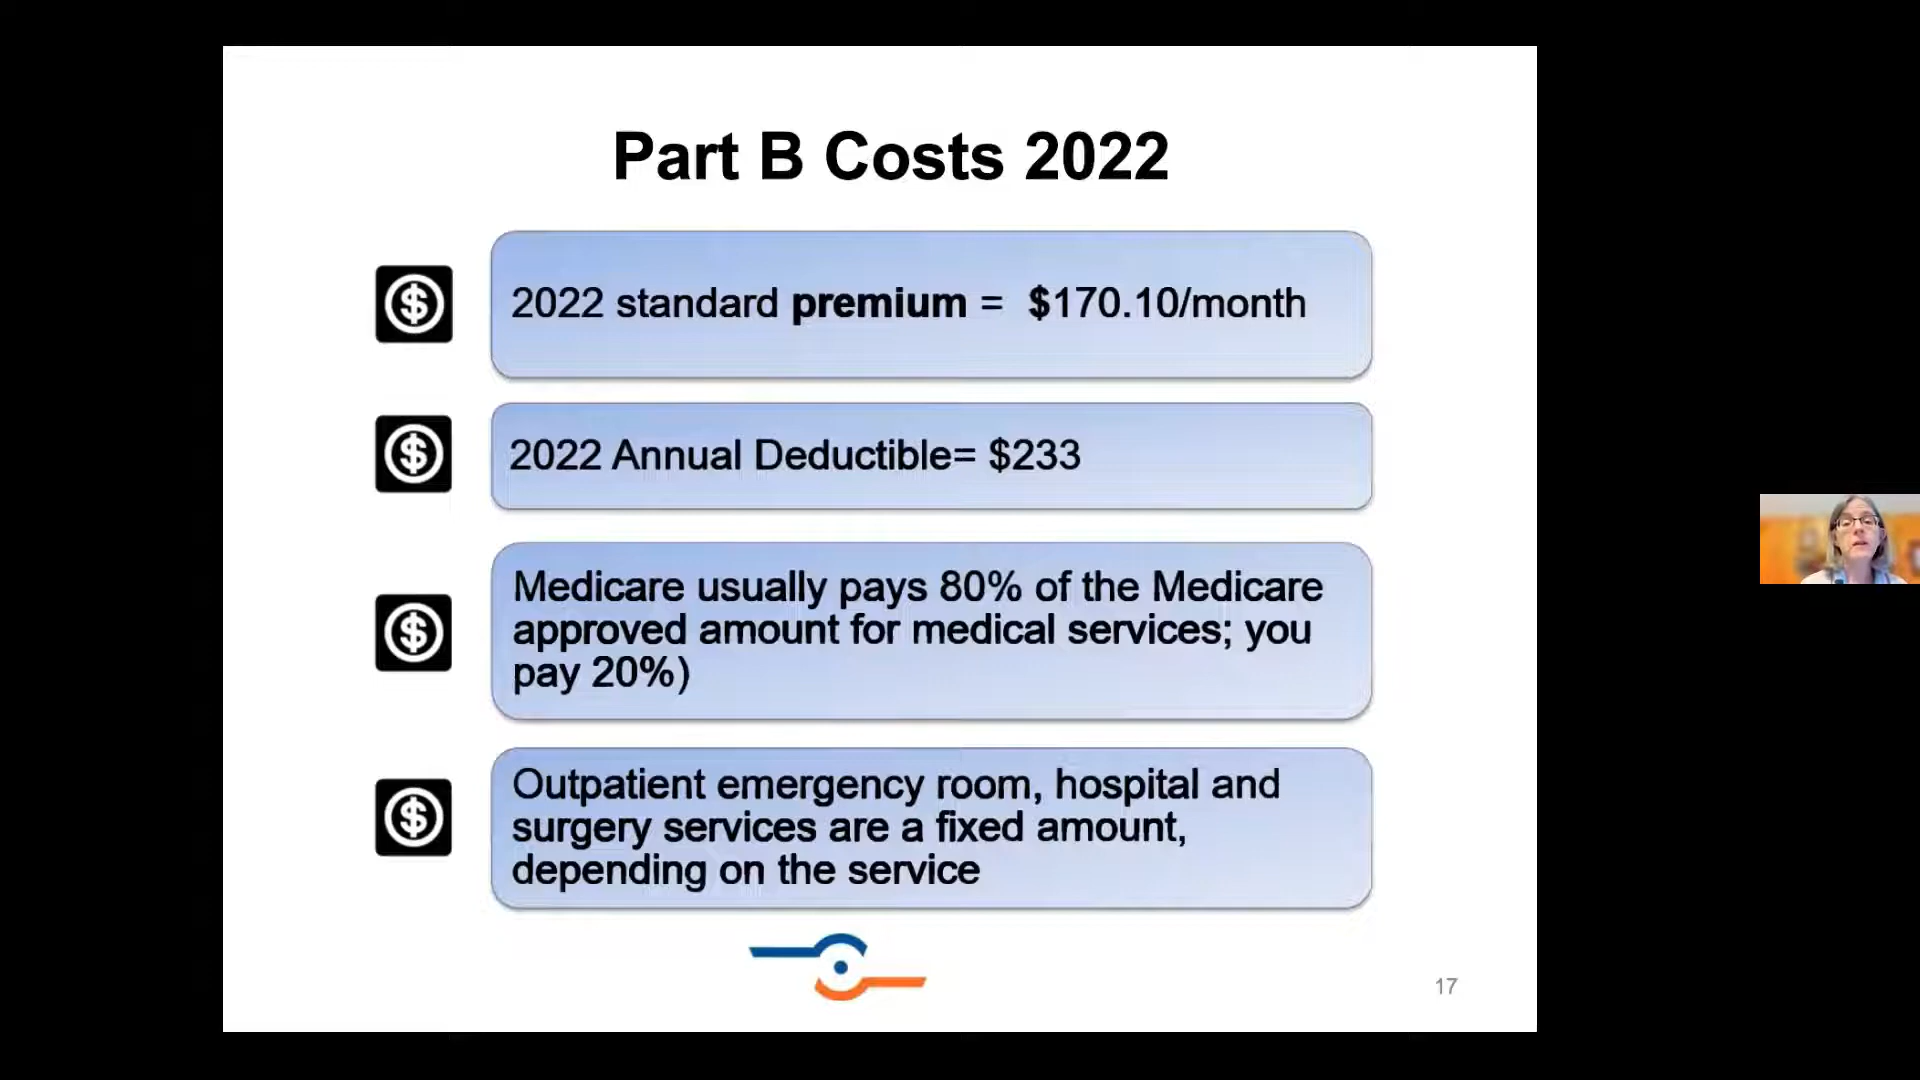 Part B Costs 2022
2022 standard premium = $170.10/month
2022 Annual Deductible= $233
Medicare usually pays 80% of the Medicare
approved amount for medical services; you
pay 20%)
Outpatient emergency room, hospital and
surgery services are a fixed amount,
depending on the service
17